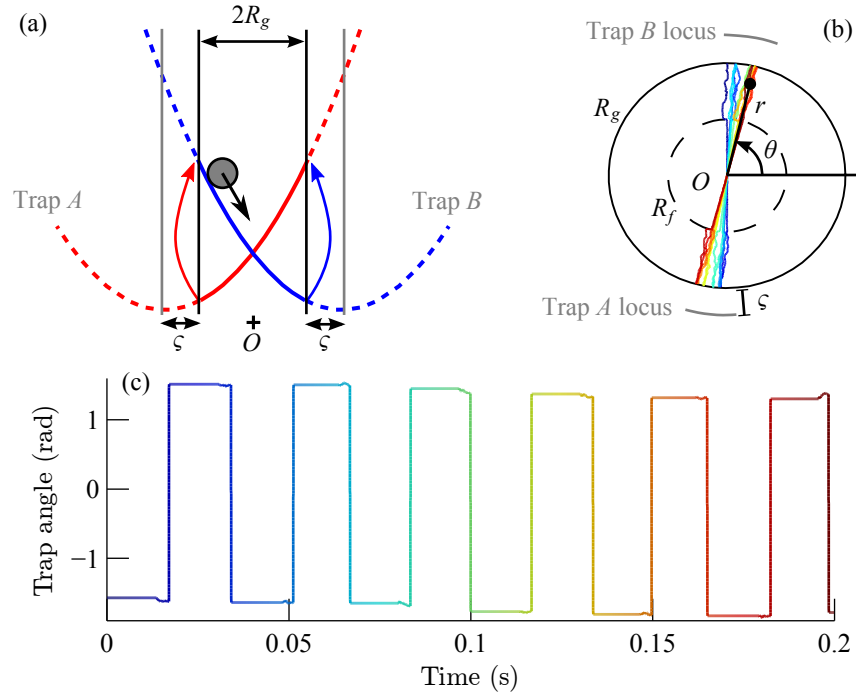 (a)
2R_g
Trap A
Trap B
ς
ς
O
(b)
Trap B locus
R_g
r
θ
O
R_f
Trap A locus
ς
(c)
Trap angle (rad)
1
0
−1
0
0.05
0.1
0.15
0.2
Time (s)